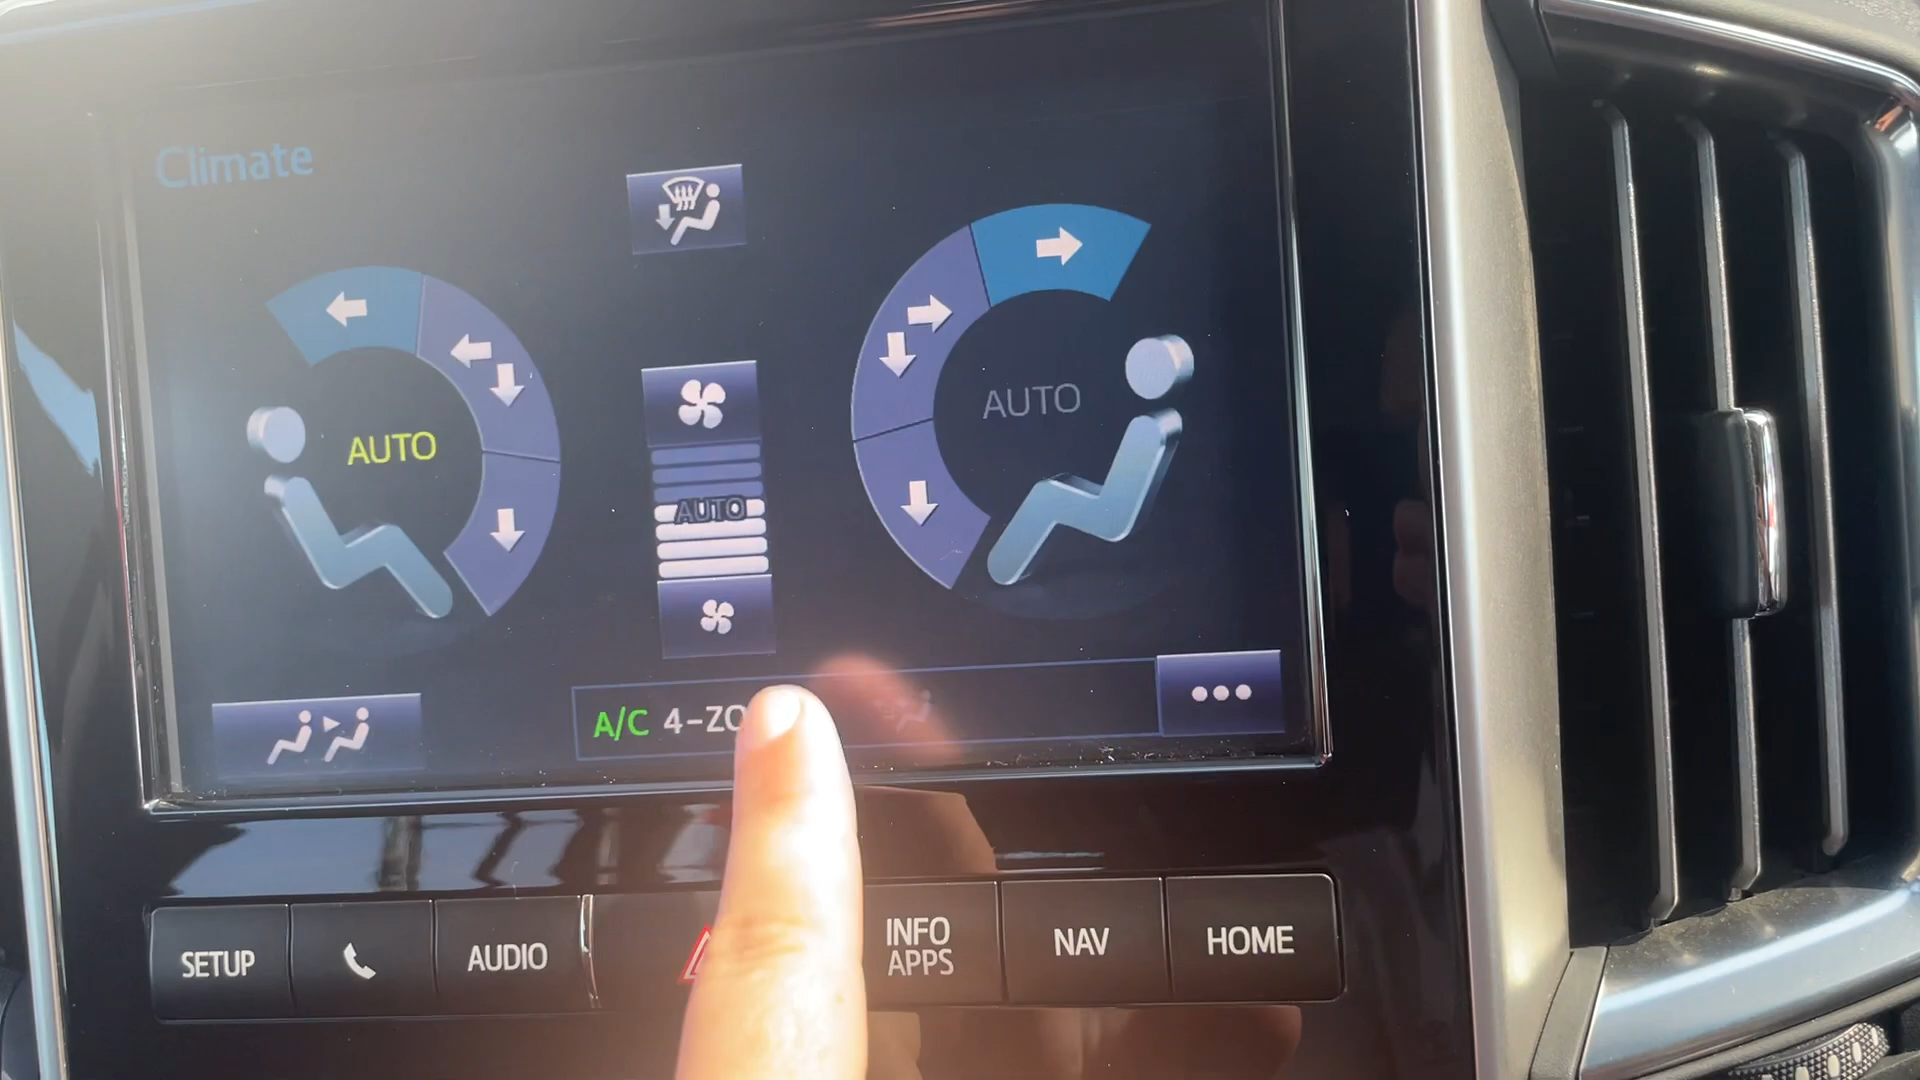 Climate
AUTO
AUTO
AUTO
A/C 4-ZO
SETUP
AUDIO
INFO
APPS
NAV
HOME